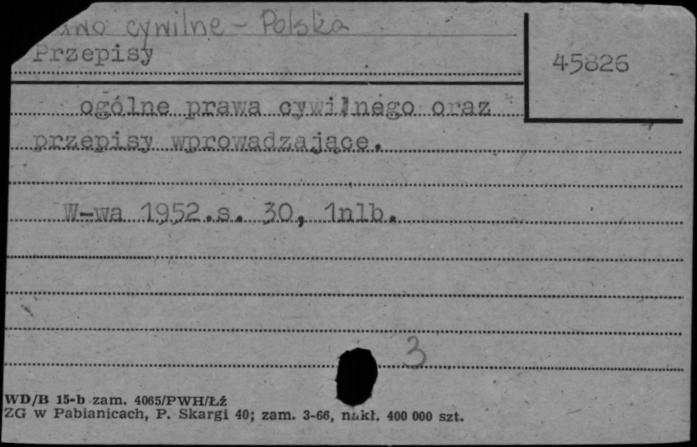 cywilne - Polska
Przepisy
45826
ogólne prawa cywilnego oraz
przepisy wprowadzające.
W-wa 1952.s. 30, 1nlb.
3
WD/B 15-b zam. 4065/PWH/Łź
ZG w Pabianicach, P. Skargi 40; zam. 3-66, nakł. 400 000 szt.